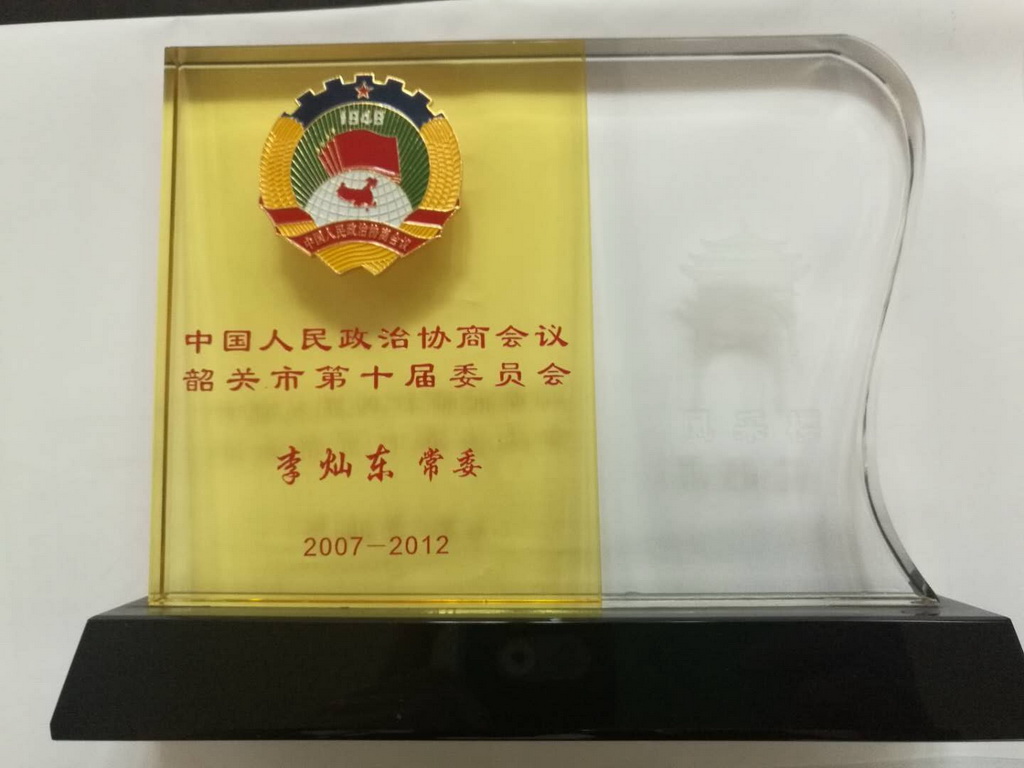 1949
中国人民政治协商会议
中国人民政治协商会议
韶关市第十届委员会
李灿东 常委
2007-2012